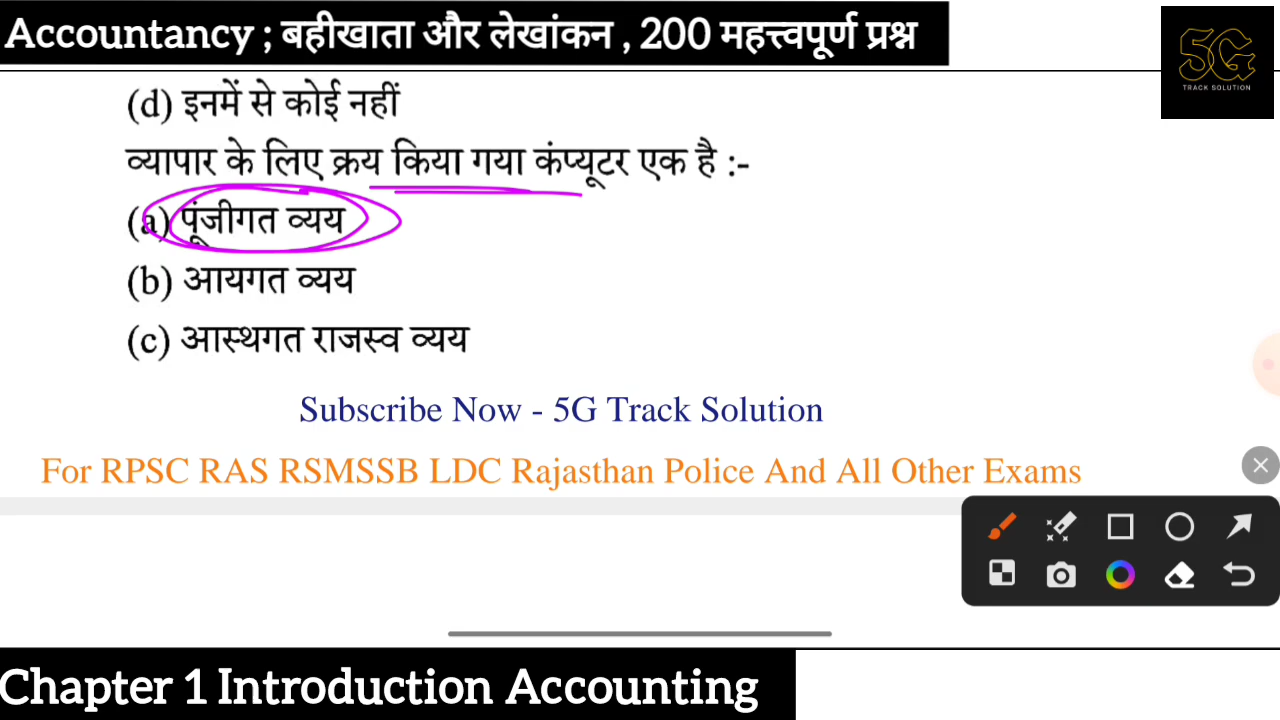 Accountancy ; बहीखाता और लेखांकन , 200 महत्त्वपूर्ण प्रश्न
5G
TRACK SOLUTION
(d) इनमें से कोई नहीं
व्यापार के लिए क्रय किया गया कंप्यूटर एक है :-
(a) पूंजीगत व्यय
(b) आयगत व्यय
(c) आस्थगत राजस्व व्यय
Subscribe Now - 5G Track Solution
For RPSC RAS RSMSSB LDC Rajasthan Police And All Other Exams
Chapter 1 Introduction Accounting